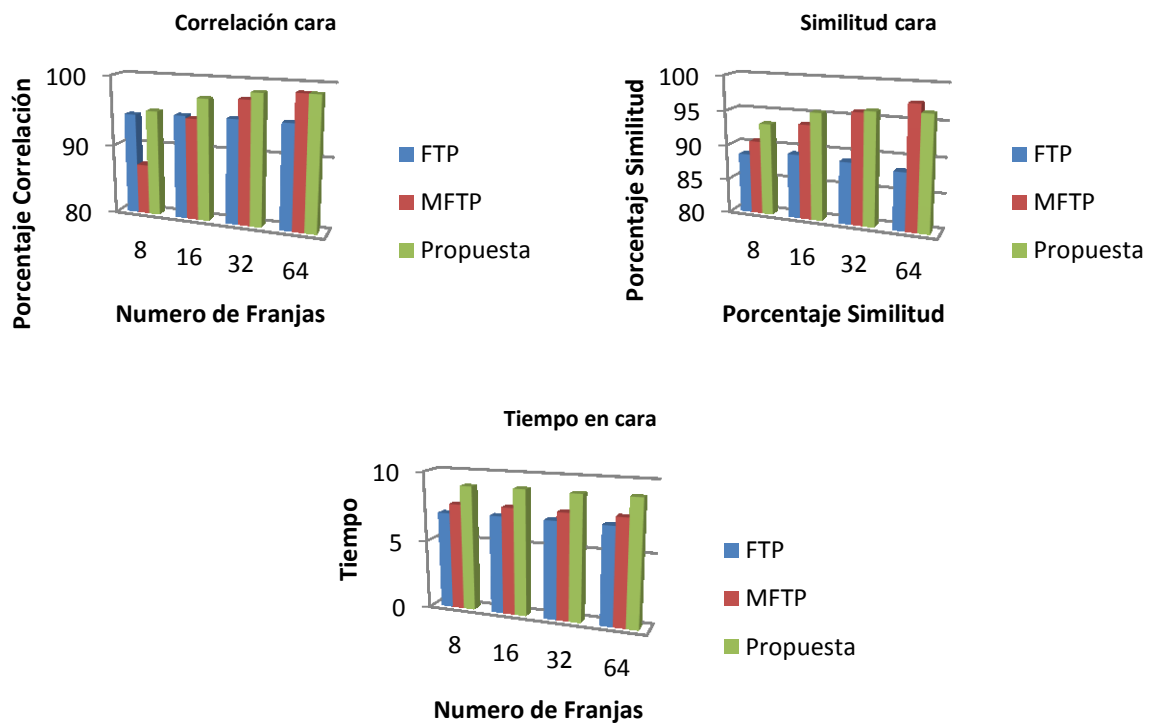 Correlación cara
Porcentaje Correlación
100
90
80
8 16 32 64
Numero de Franjas
FTP
MFTP
Propuesta
Similitud cara
Porcentaje Similitud
100
95
90
85
80
8 16 32 64
Porcentaje Similitud
FTP
MFTP
Propuesta
Tiempo en cara
Tiempo
10
5
0
8 16 32 64
Numero de Franjas
FTP
MFTP
Propuesta